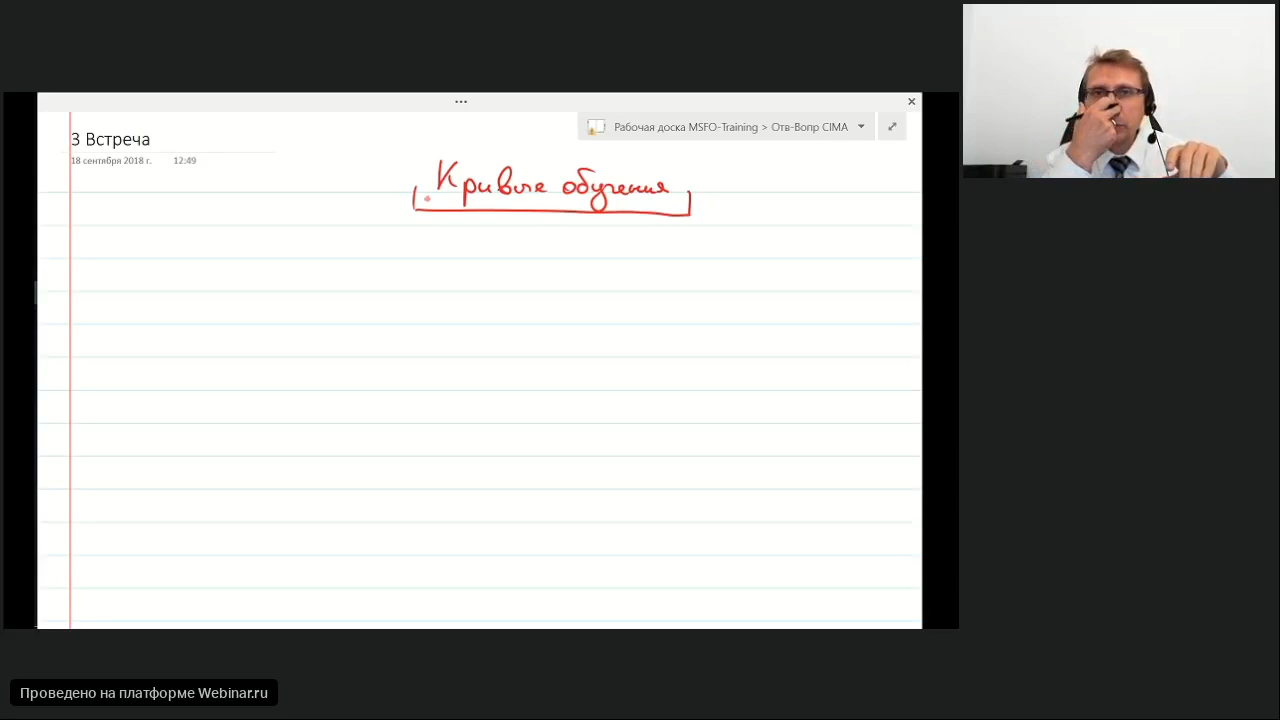 3 Встреча
18 сентября 2018 г. 12:49
Рабочая доска MSFO-Training > Отв-Вопр CIMA
Кривые обучения
Проведено на платформе Webinar.ru